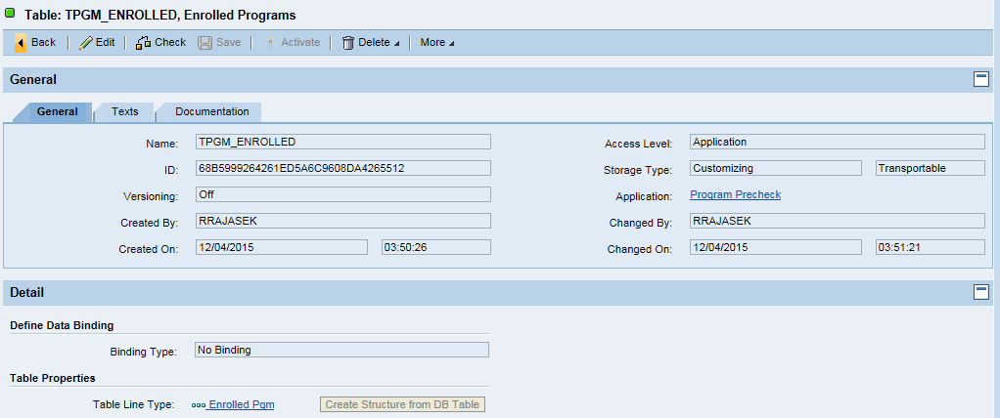 Table: TPGM_ENROLLED, Enrolled Programs
Back Edit Check Save Activate Delete More
General
General Texts Documentation
Name: TPGM_ENROLLED Access Level: Application
ID: 68B5999264261ED5A6C9608DA4265512 Storage Type: Customizing Transportable
Versioning: Off Application: Program Precheck
Created By: RRAJASEK Changed By: RRAJASEK
Created On: 12/04/2015 03:50:26 Changed On: 12/04/2015 03:51:21
Detail
Define Data Binding
Binding Type: No Binding
Table Properties
Table Line Type: Enrolled Pgm Create Structure from DB Table